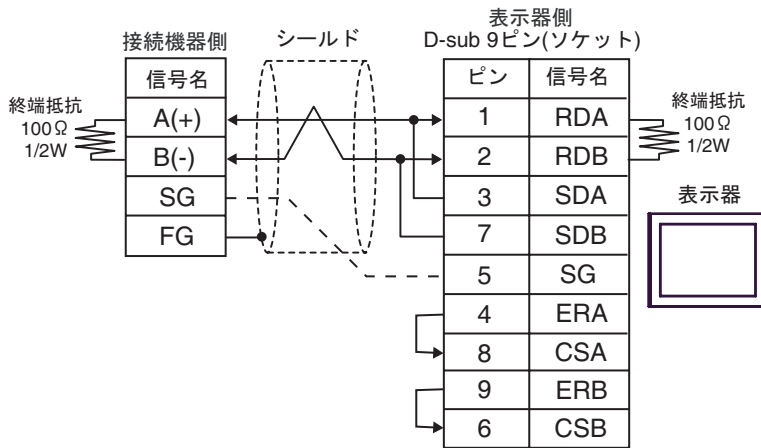 表示器側
接続機器側 シールド D-sub 9ピン(ソケット)
信号名 ピン 信号名
終端抵抗
100Ω
1/2W
A(+) 1 RDA
B(-) 2 RDB
終端抵抗
100Ω
1/2W
SG 3 SDA
表示器
FG 7 SDB
5 SG
4 ERA
8 CSA
9 ERB
6 CSB